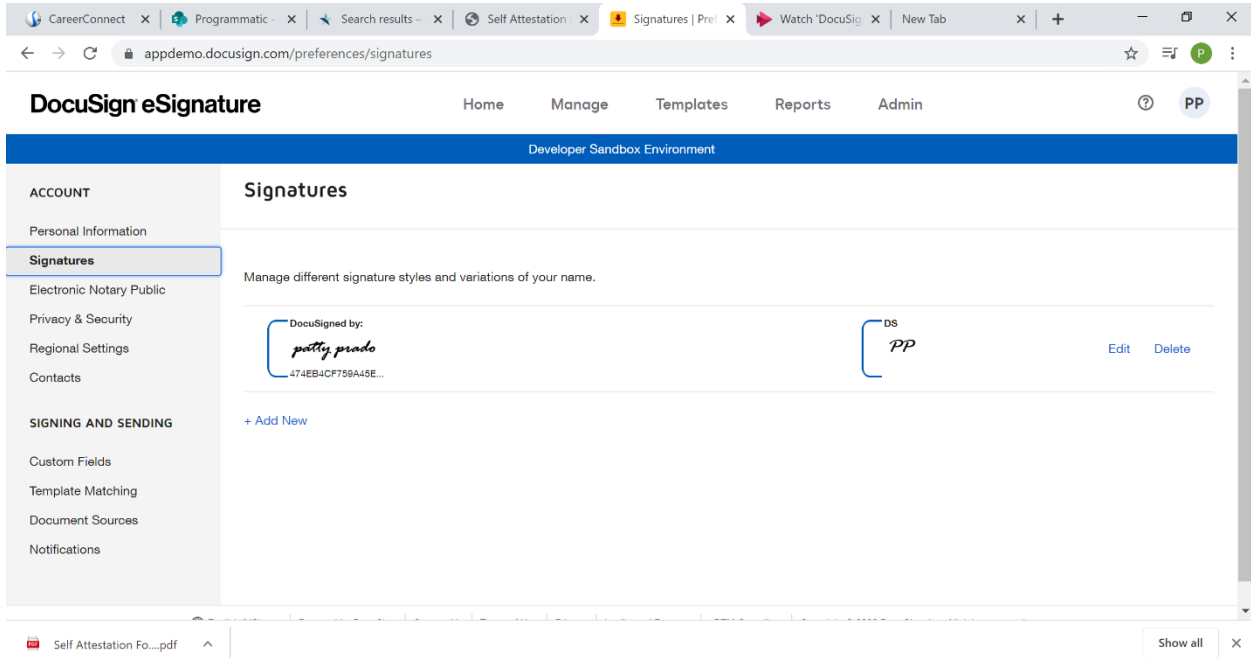 CareerConnect
Programmatic -
Search results –
Self Attestation
Signatures | Pref
Watch 'DocuSig
New Tab
appdemo.docusign.com/preferences/signatures
P
DocuSign eSignature
Home Manage Templates Reports Admin
PP
Developer Sandbox Environment
ACCOUNT
Personal Information
Signatures
Electronic Notary Public
Privacy & Security
Regional Settings
Contacts
SIGNING AND SENDING
Custom Fields
Template Matching
Document Sources
Notifications
Signatures
Manage different signature styles and variations of your name.
DocuSigned by:
patty prado
474EB4CF759A45E...
DS
PP
Edit Delete
+ Add New
Self Attestation Fo....pdf
Show all